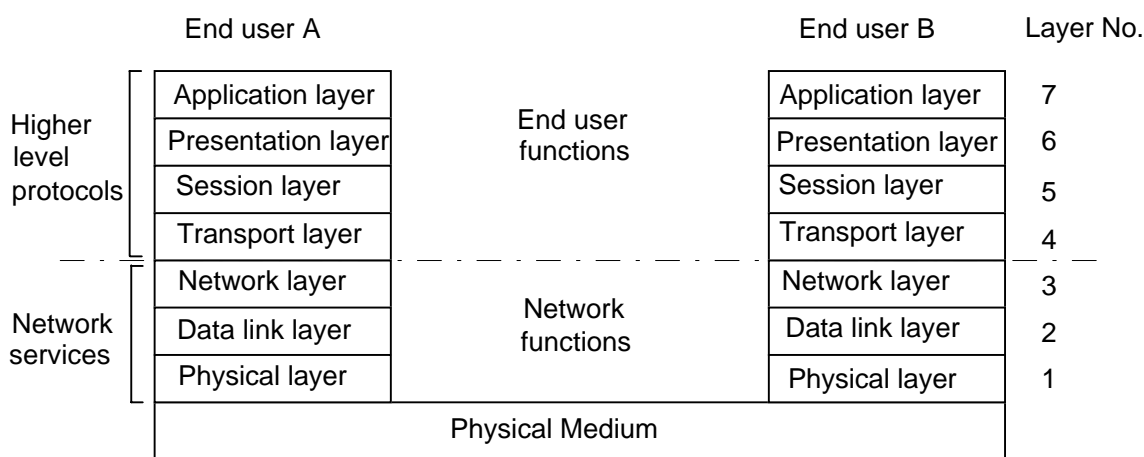 End user A
End user B
Layer No.
Higher
level
protocols
Application layer
Presentation layer
Session layer
Transport layer
End user
functions
Application layer
Presentation layer
Session layer
Transport layer
7
6
5
4
Network
services
Network layer
Data link layer
Physical layer
Network
functions
Network layer
Data link layer
Physical layer
3
2
1
Physical Medium